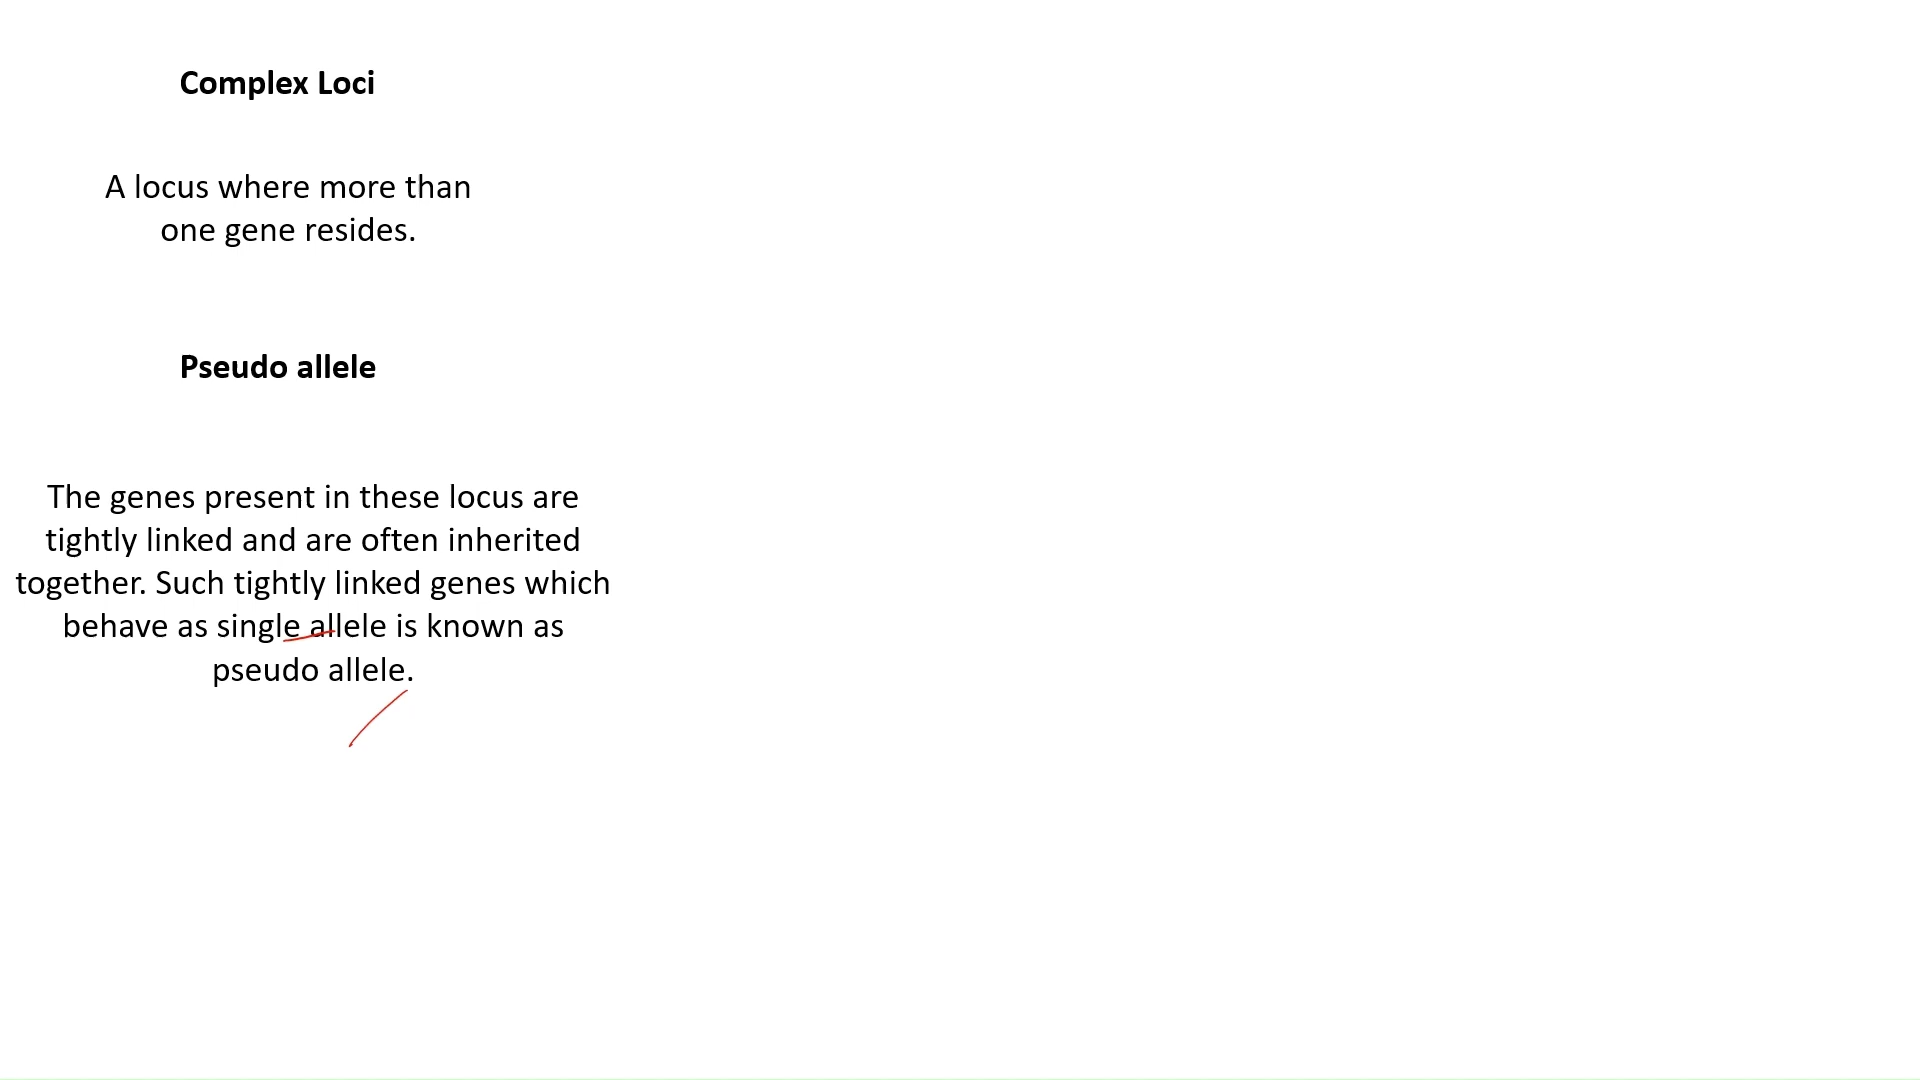 Complex Loci
A locus where more than
one gene resides.
Pseudo allele
The genes present in these locus are
tightly linked and are often inherited
together. Such tightly linked genes which
behave as single allele is known as
pseudo allele.